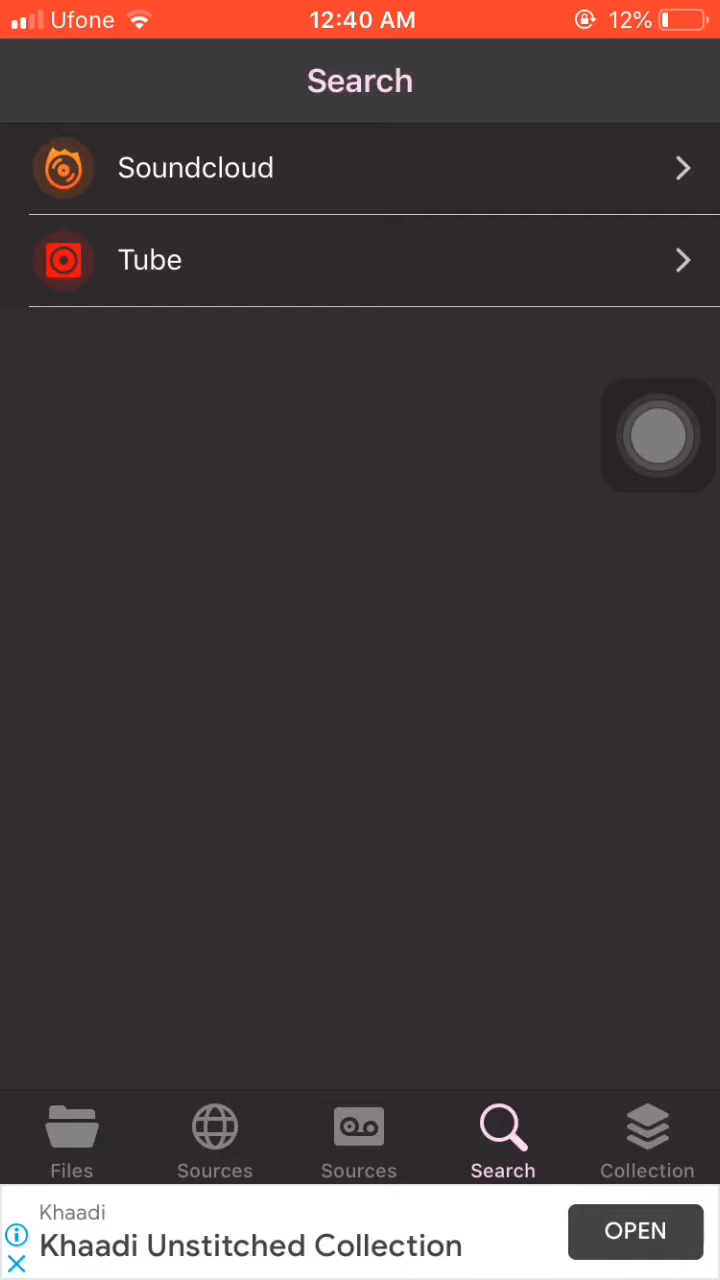 Ufone 12:40 AM 12%
Search
Soundcloud
Tube
Files Sources Sources Search Collection
Khaadi
Khaadi Unstitched Collection
OPEN